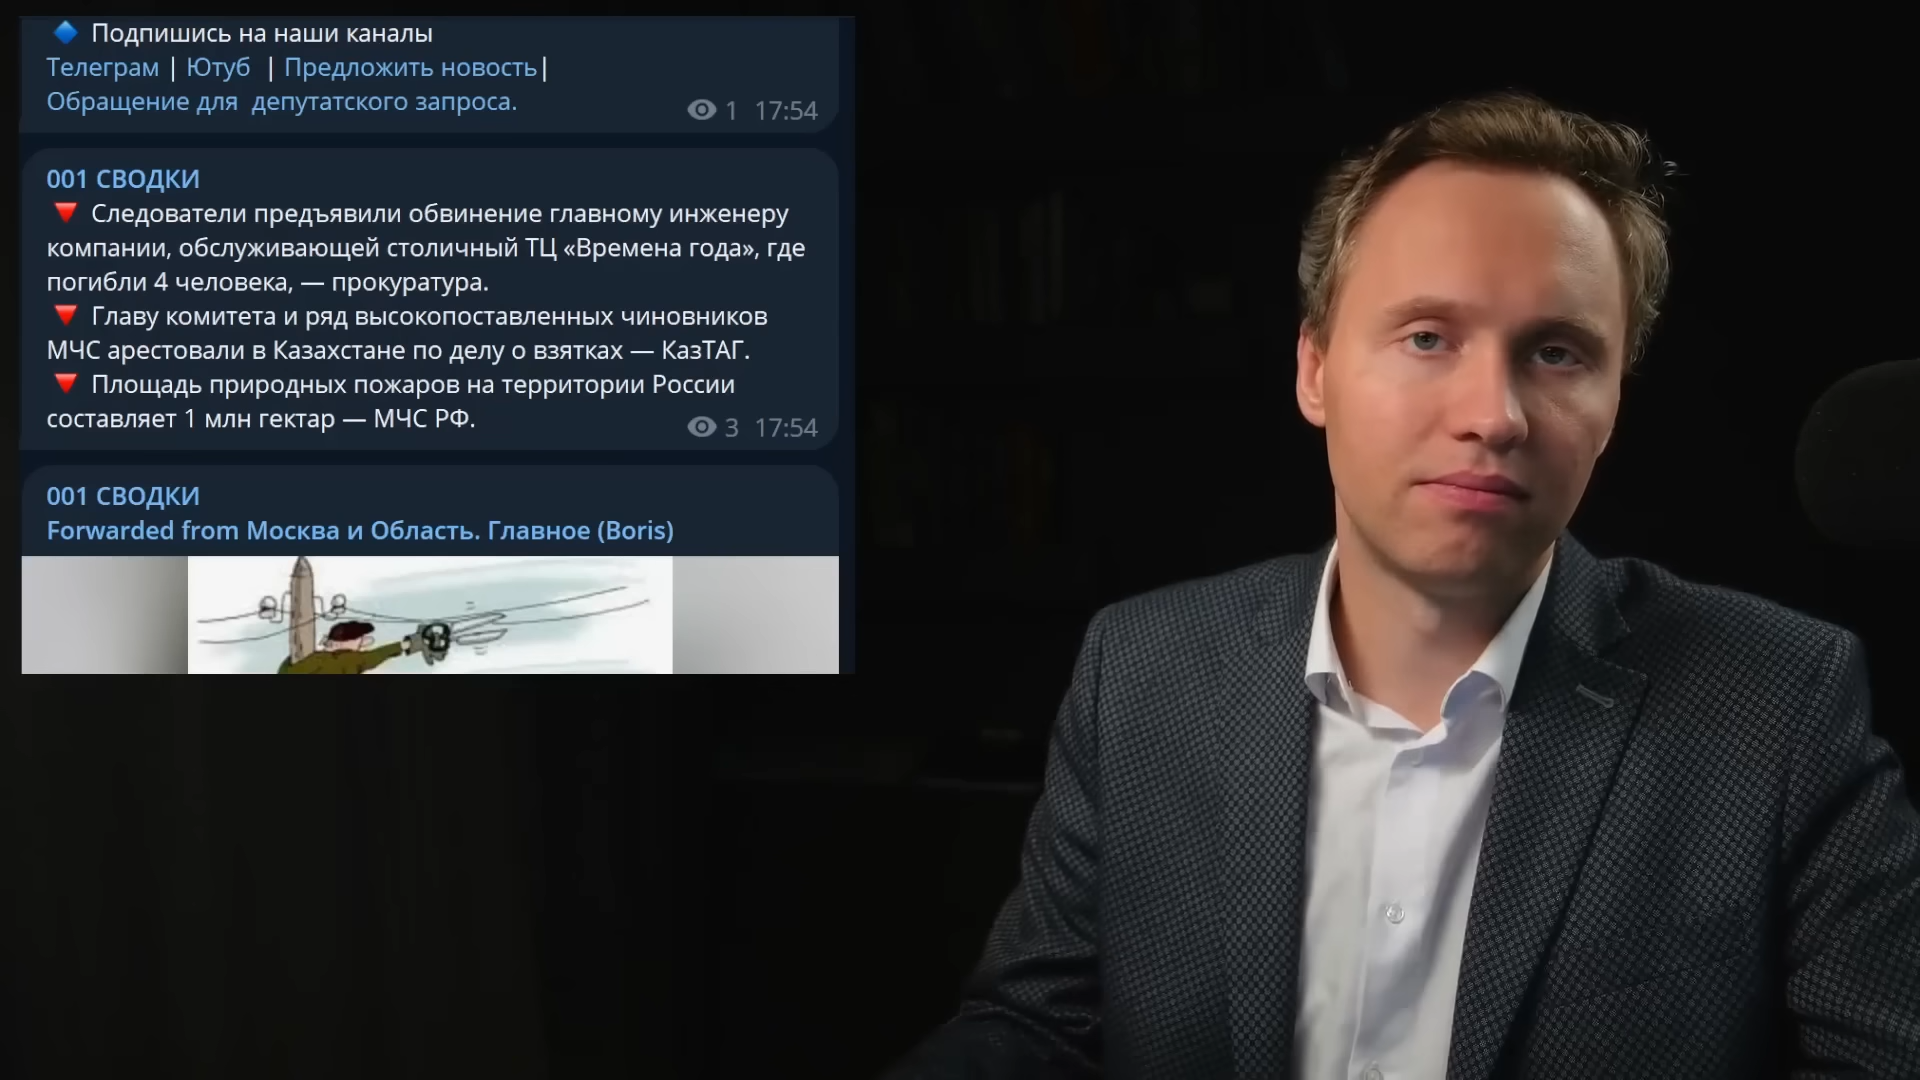 Подпишись на наши каналы
Телеграм | Ютуб | Предложить новость|
Обращение для депутатского запроса.
1 17:54
001 СВОДКИ
Следователи предъявили обвинение главному инженеру
компании, обслуживающей столичный ТЦ «Времена года», где
погибли 4 человека, — прокуратура.
Главу комитета и ряд высокопоставленных чиновников
МЧС арестовали в Казахстане по делу о взятках — КазТАГ.
Площадь природных пожаров на территории России
составляет 1 млн гектар — МЧС РФ.
3 17:54
001 СВОДКИ
Forwarded from Москва и Область. Главное (Boris)